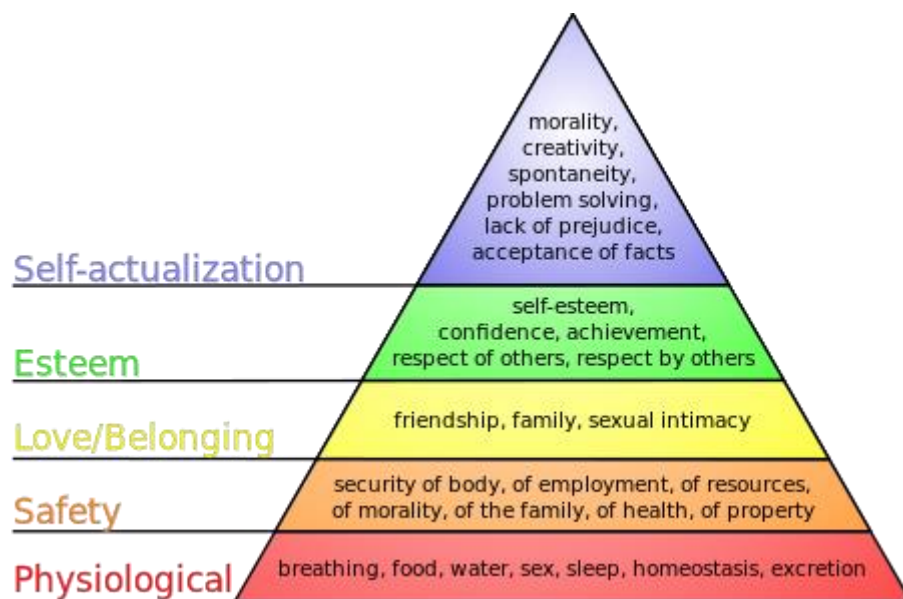 morality,
creativity,
spontaneity,
problem solving,
lack of prejudice,
acceptance of facts
Self-actualization
self-esteem,
confidence, achievement,
respect of others, respect by others
Esteem
friendship, family, sexual intimacy
Love/Belonging
security of body, of employment, of resources,
of morality, of the family, of health, of property
Safety
breathing, food, water, sex, sleep, homeostasis, excretion
Physiological